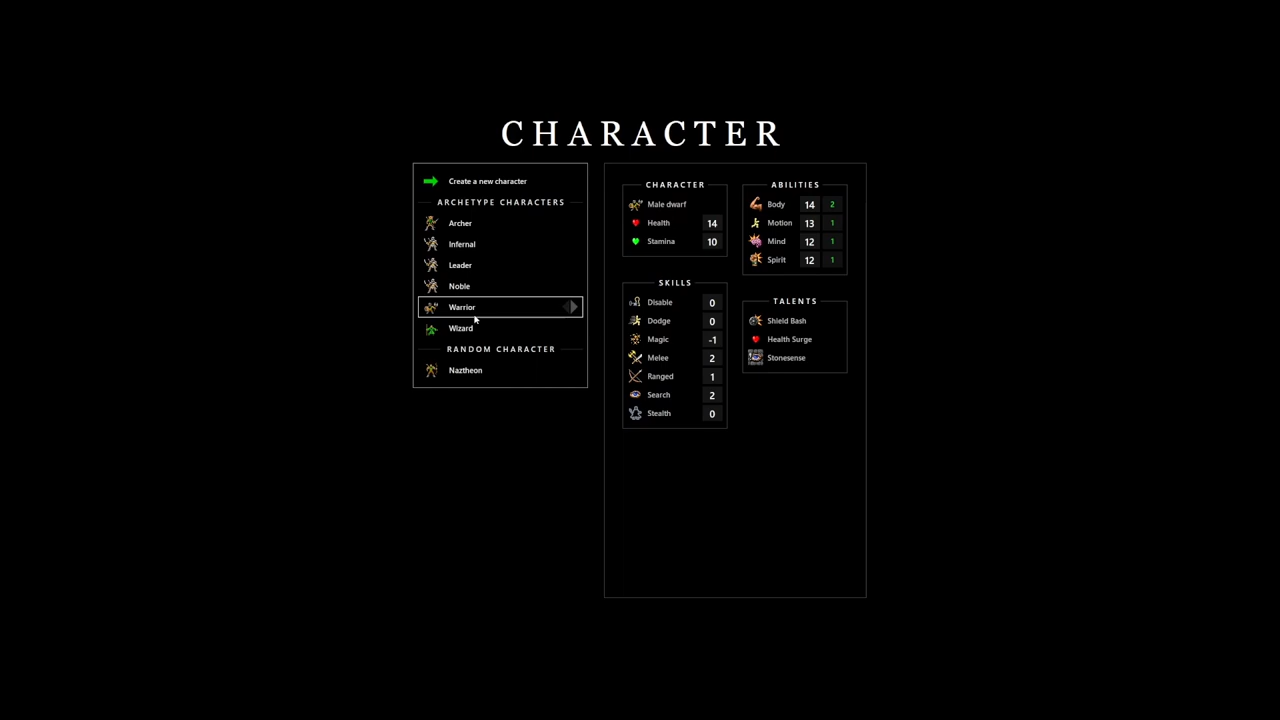 CHARACTER
Create a new character
ARCHETYPE CHARACTERS
Archer
Infernal
Leader
Noble
Warrior
Wizard
RANDOM CHARACTER
Naztheon
CHARACTER
Male dwarf
Health 14
Stamina 10
SKILLS
Disable 0
Dodge 0
Magic -1
Melee 2
Ranged 1
Search 2
Stealth 0
ABILITIES
Body 14 2
Motion 13 1
Mind 12 1
Spirit 12 1
TALENTS
Shield Bash
Health Surge
Stonesense